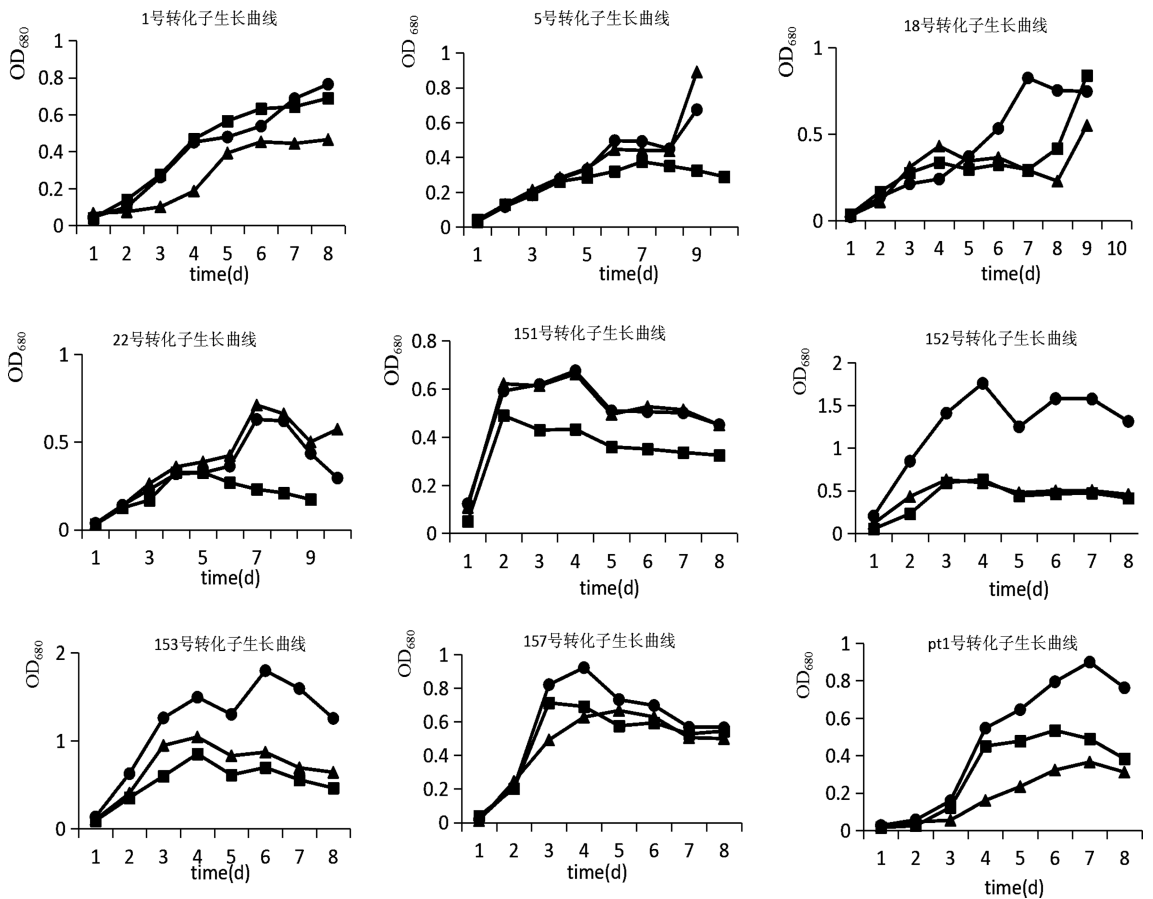 1号转化子生长曲线
OD680
1
0.8
0.6
0.4
0.2
0
1 2 3 4 5 6 7 8
time(d)
5号转化子生长曲线
OD680
1
0.8
0.6
0.4
0.2
0
1 3 5 7 9
time(d)
18号转化子生长曲线
OD680
1
0.5
0
1 2 3 4 5 6 7 8 9 10
time(d)
22号转化子生长曲线
OD680
1
0.5
0
1 3 5 7 9
time(d)
151号转化子生长曲线
OD680
0.8
0.6
0.4
0.2
0
1 2 3 4 5 6 7 8
time(d)
152号转化子生长曲线
OD680
2
1.5
1
0.5
0
1 2 3 4 5 6 7 8
time(d)
153号转化子生长曲线
OD680
2
1
0
1 2 3 4 5 6 7 8
time(d)
157号转化子生长曲线
OD680
1
0.8
0.6
0.4
0.2
0
1 2 3 4 5 6 7 8
time(d)
pt1号转化子生长曲线
OD680
1
0.8
0.6
0.4
0.2
0
1 2 3 4 5 6 7 8
time(d)